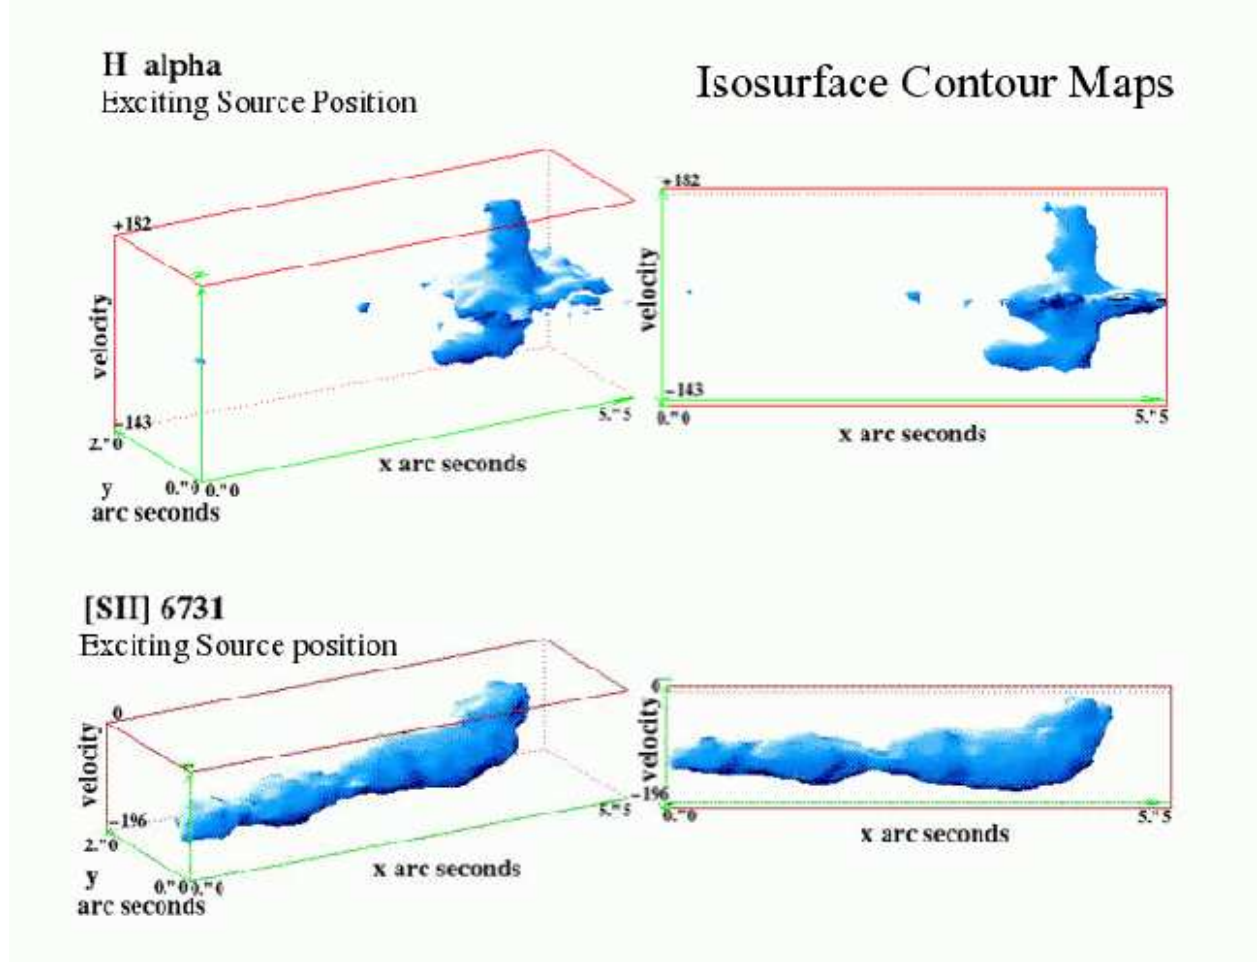 H alpha
Exciting Source Position
Isosurface Contour Maps
+182
velocity
-143
2."0
y
arc seconds
0."0 0."0
x arc seconds
5."5
+182
velocity
-143
0."0
5."5
x arc seconds
[SII] 6731
Exciting Source position
0
velocity
-196
2."0
y
arc seconds
0."0 0."0
x arc seconds
5."5
0
velocity
-196
0."0
5."5
x arc seconds